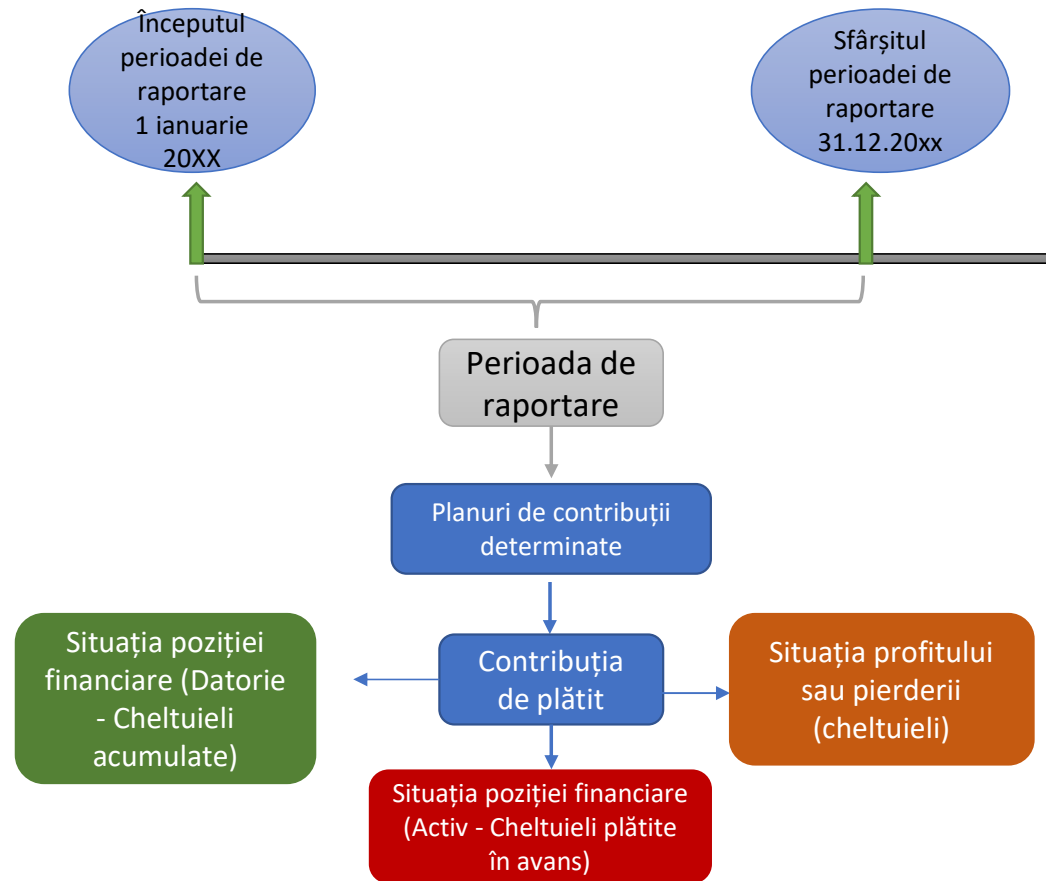 Începutul
perioadei de
raportare
1 ianuarie
20XX
Sfârșitul
perioadei de
raportare
31.12.20xx
Perioada de
raportare
Planuri de contribuții
determinate
Situația poziției
financiare (Datorie
- Cheltuieli
acumulate)
Contribuția
de plătit
Situația profitului
sau pierderii
(cheltuieli)
Situația poziției financiare
(Activ - Cheltuieli plătite
în avans)